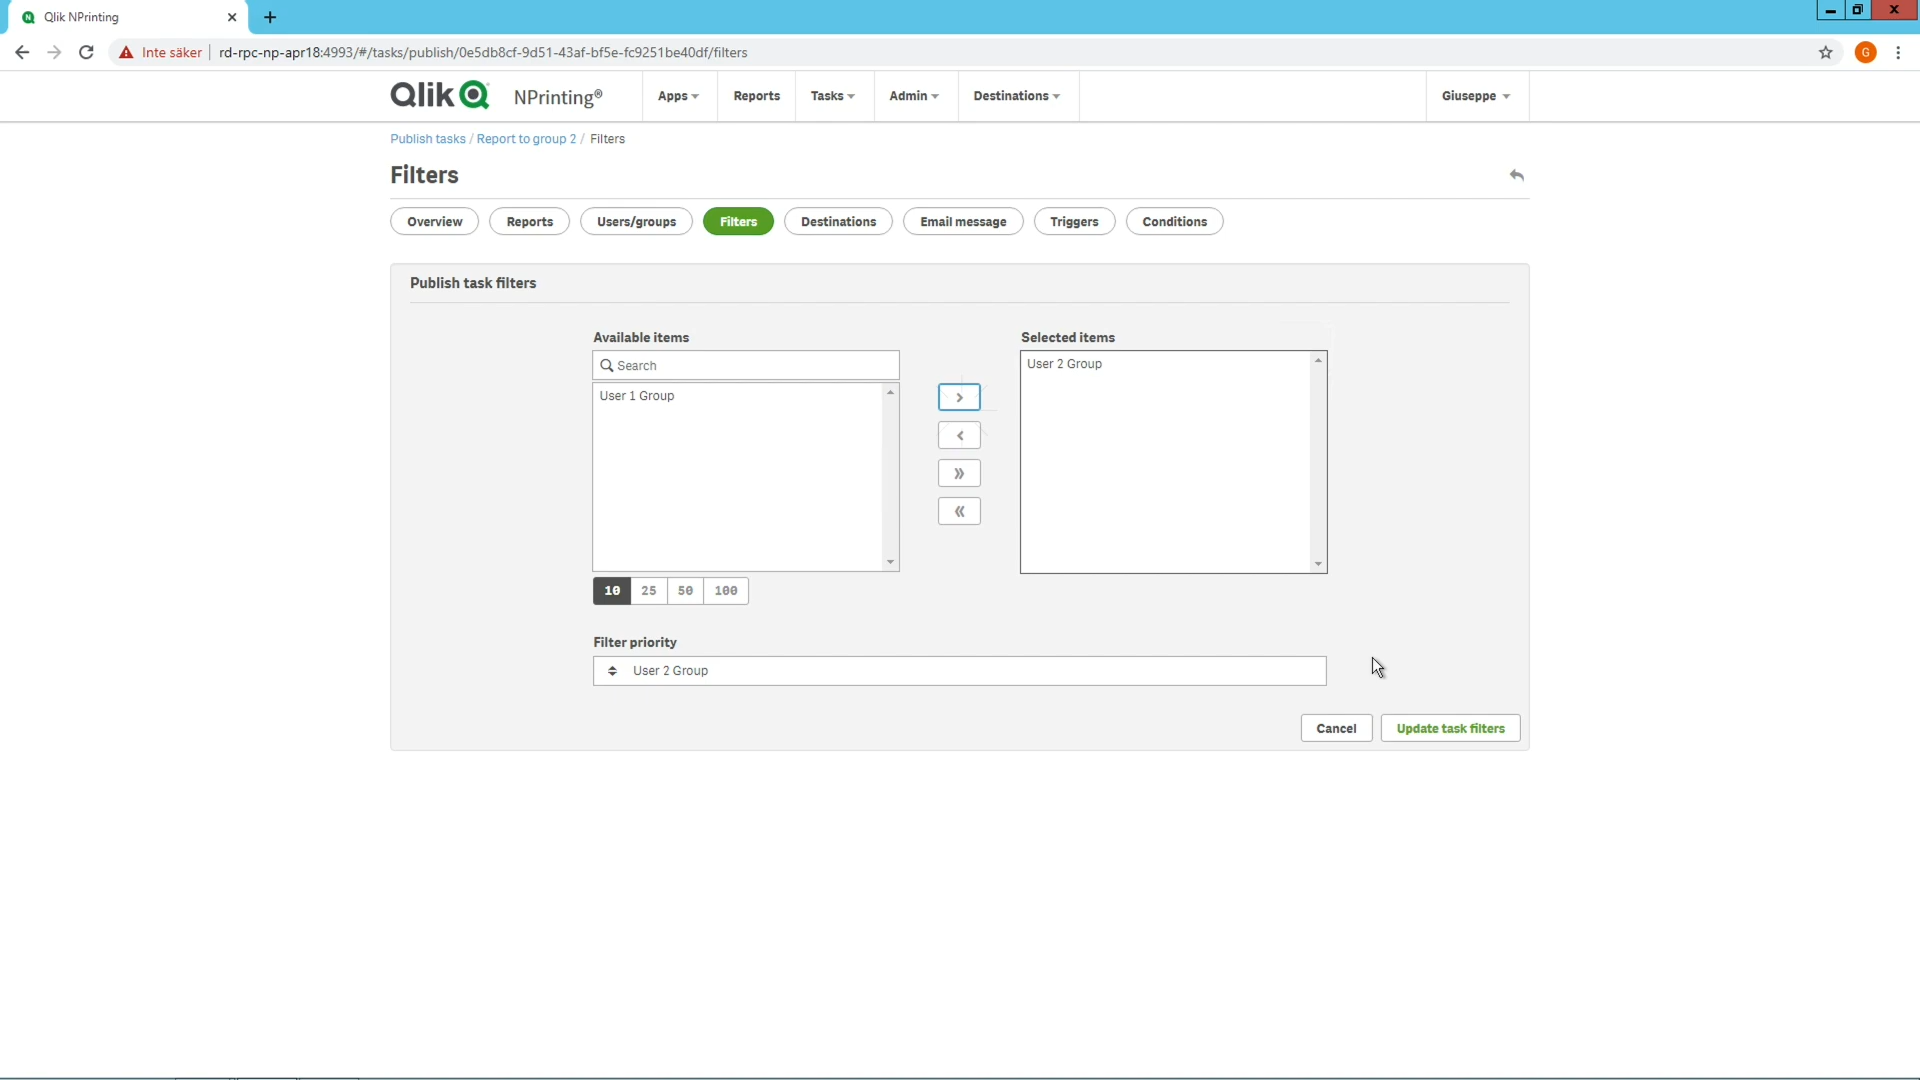 Qlik NPrinting
Inte säker rd-rpc-np-apr18:4993/#/tasks/publish/0e5db8cf-9d51-43af-bf5e-fc9251be40df/filters
G
Qlik NPrinting®
Apps Reports Tasks Admin Destinations Giuseppe
Publish tasks / Report to group 2 / Filters
Filters
Overview Reports Users/groups Filters Destinations Email message Triggers Conditions
Publish task filters
Available items Selected items
Search
User 2 Group
User 1 Group
10 25 50 100
Filter priority
User 2 Group
Cancel Update task filters